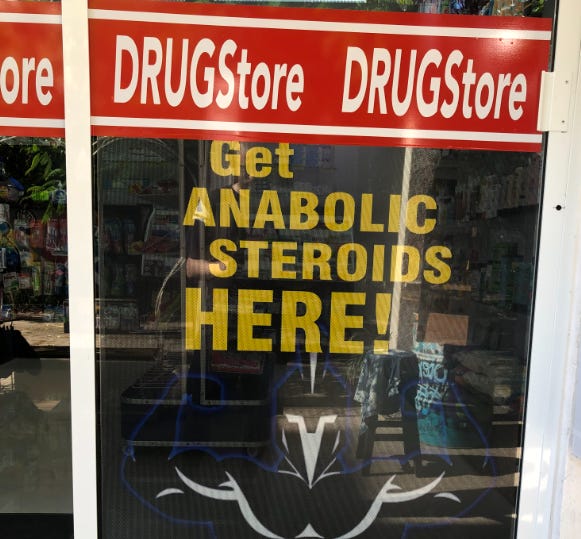 ore DRUGStore DRUGStore
Get
ANABOLIC
STEROIDS
HERE!